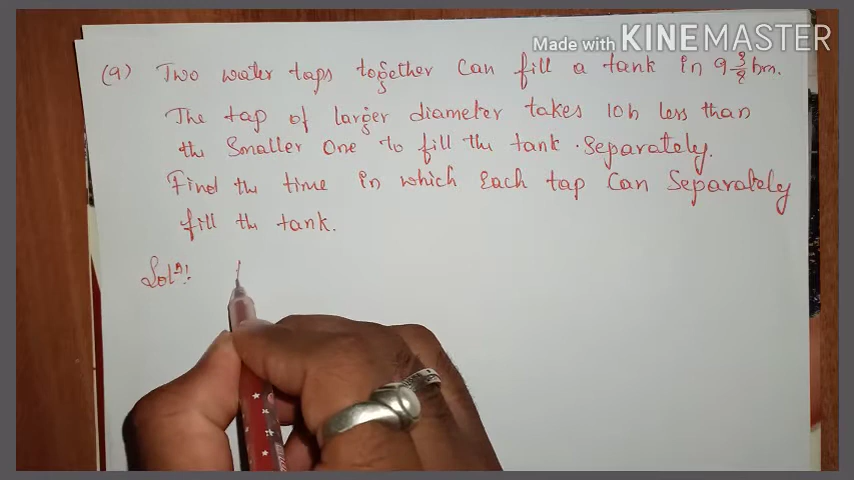 Made with KINEMASTER
(9) Two water taps together can fill a tank in 9 3/8 hrs.
The tap of larger diameter takes 10h less than
the smaller one to fill the tank separately.
Find the time in which each tap can separately
fill the tank.
Solⁿ: